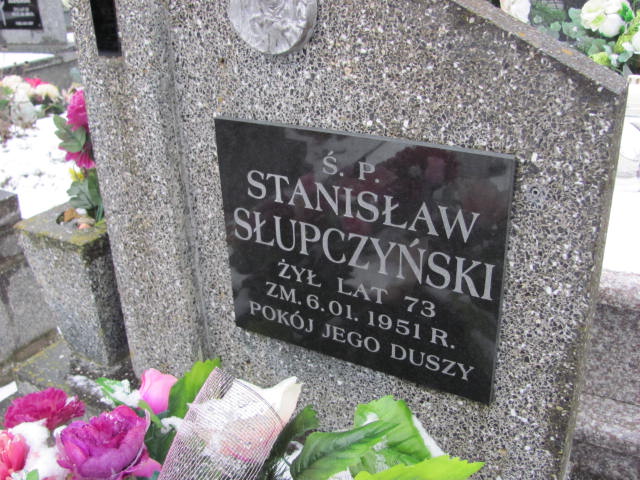 Ś. P.
STANISŁAW
SŁUPCZYŃSKI
ŻYŁ LAT 73
ZM. 6.01.1951 R.
POKÓJ JEGO DUSZY